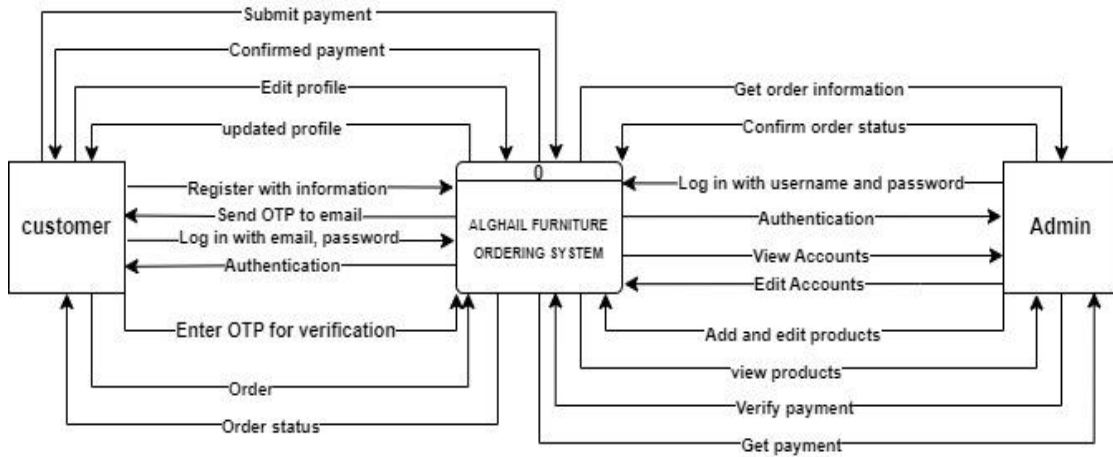 Submit payment
Confirmed payment
Edit profile
Get order information
updated profile
Confirm order status
0
Register with information
Log in with username and password
customer
Send OTP to email
ALGHAIL FURNITURE
ORDERING SYSTEM
Authentication
Admin
Log in with email, password
Authentication
View Accounts
Edit Accounts
Enter OTP for verification
Add and edit products
Order
view products
Order status
Verify payment
Get payment